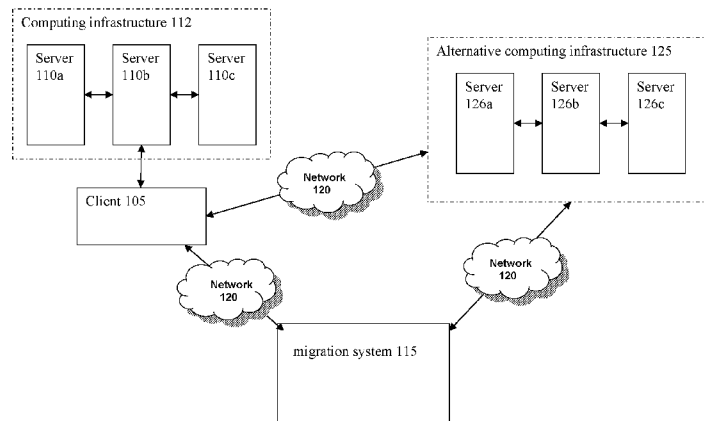 Computing infrastructure 112
Server
110a
Server
110b
Server
110c
Alternative computing infrastructure 125
Server
126a
Server
126b
Server
126c
Network
120
Client 105
Network
120
Network
120
migration system 115